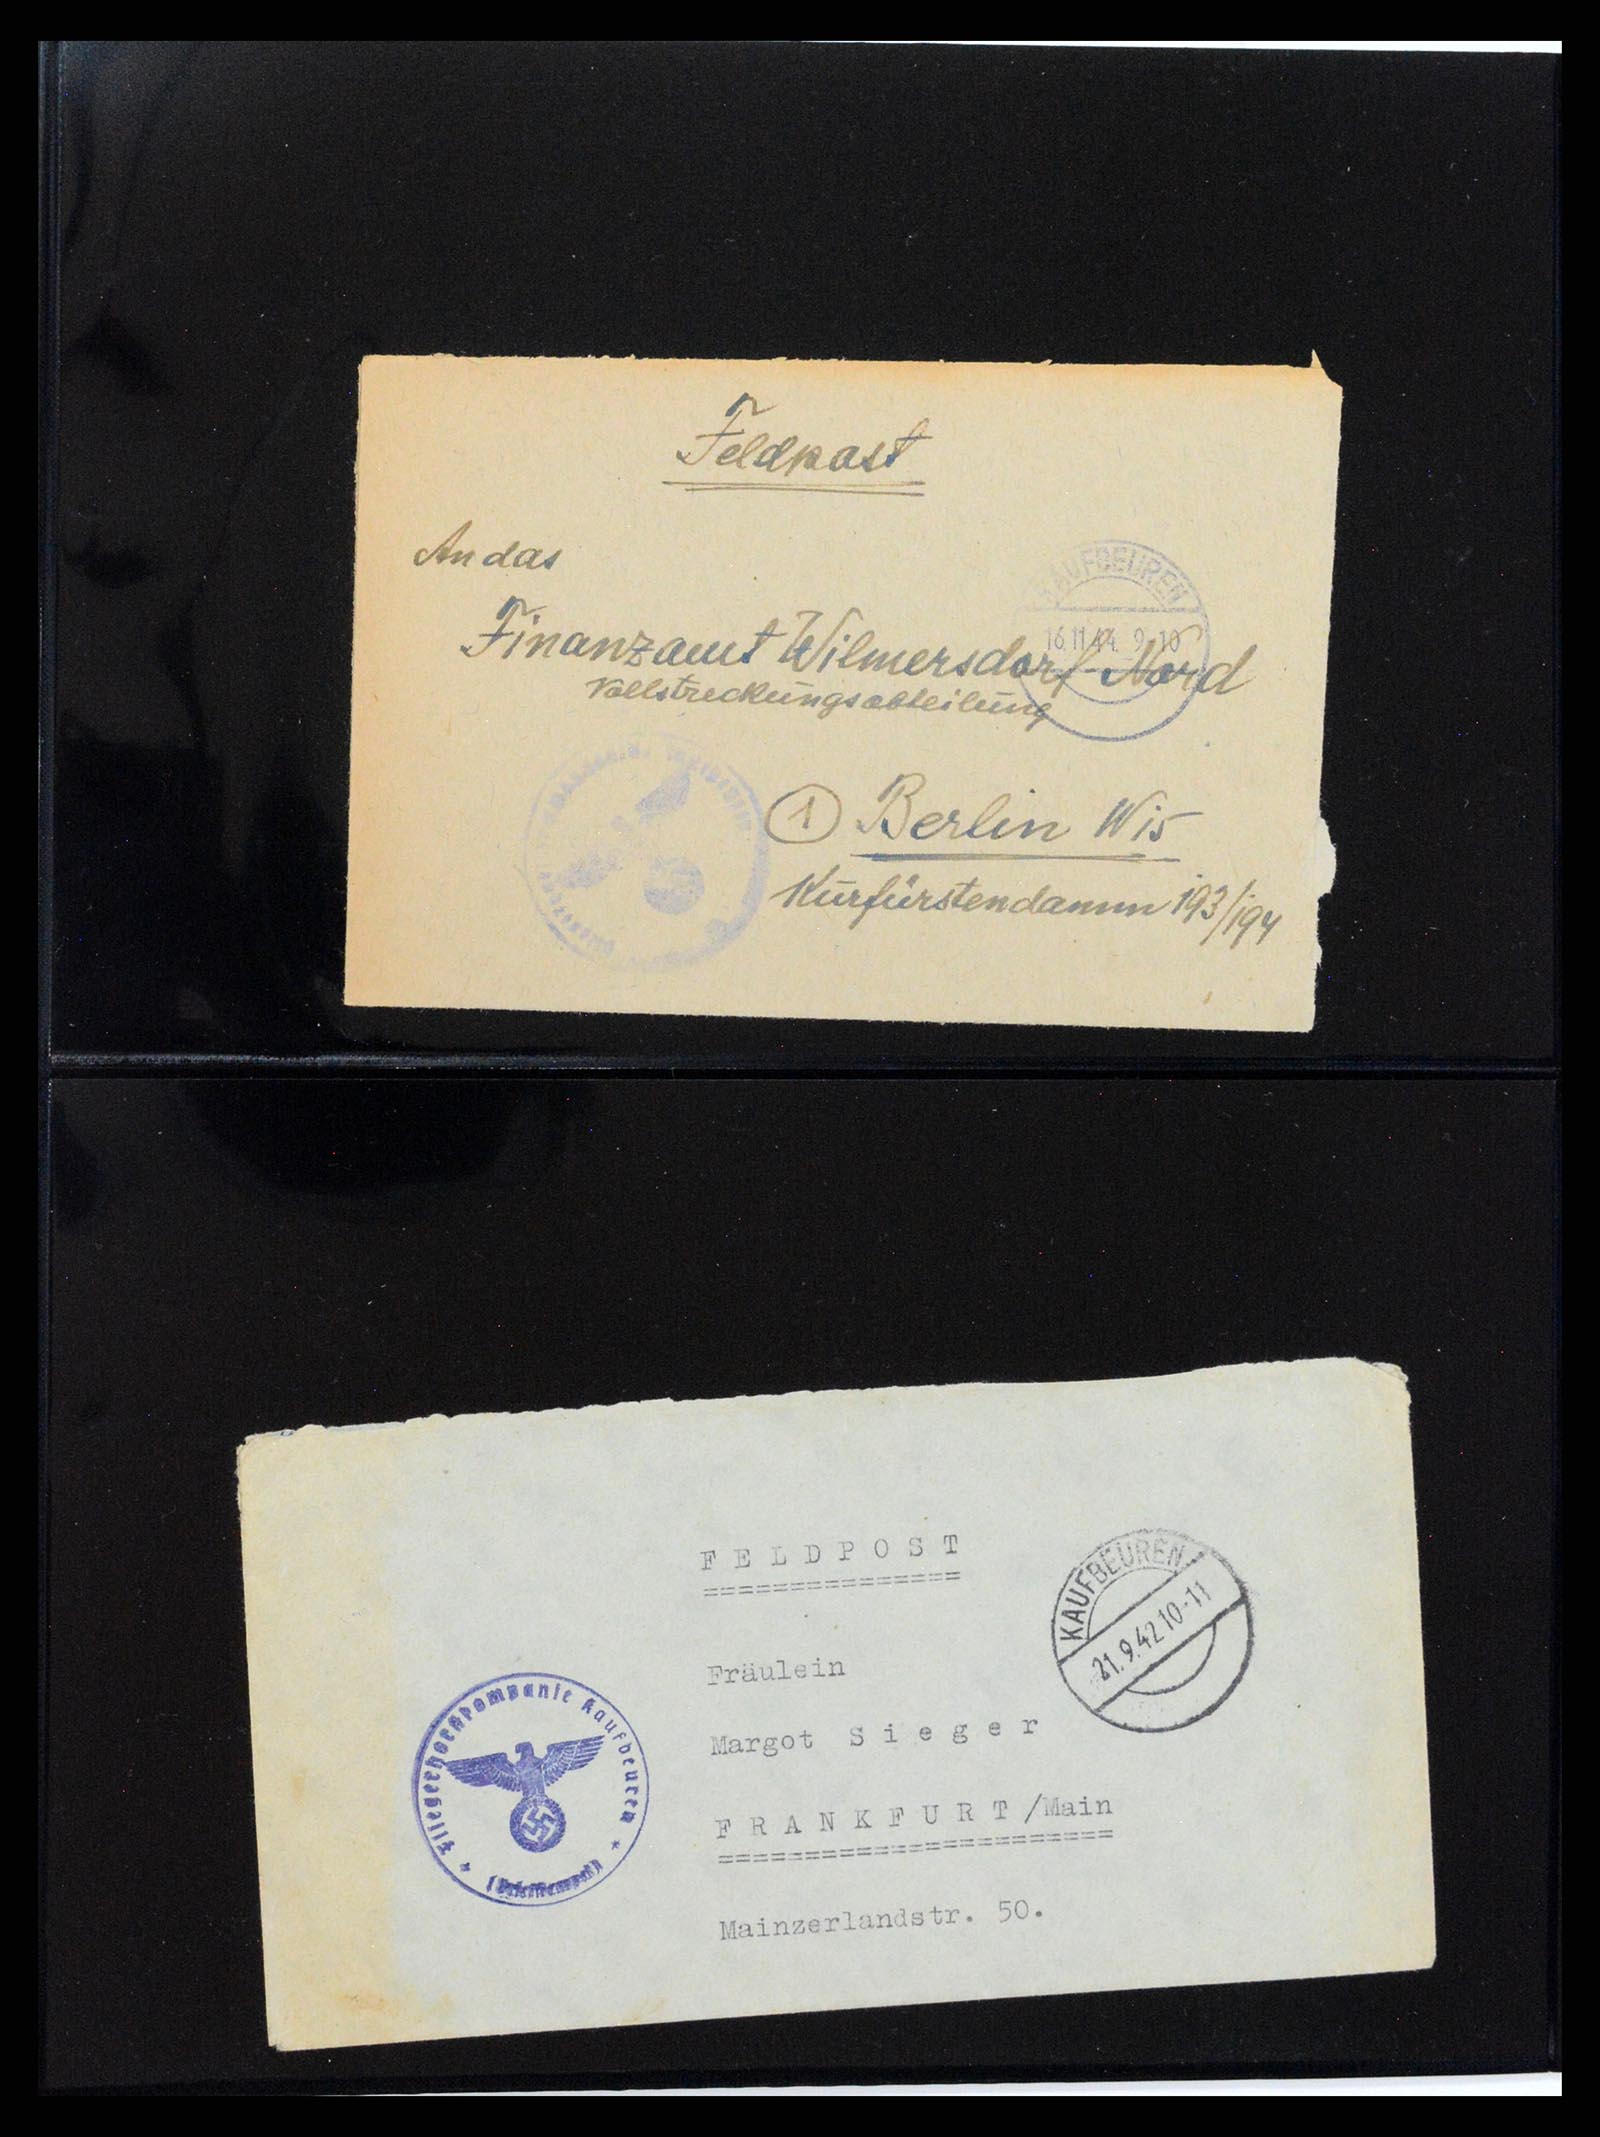 Feldpost
An das
KAUFBEUREN
16.11.44. 9-10
Finanzamt Wilmersdorf-Nord
Vollstreckungsabteilung
1 Berlin W15
Kurfürstendamm 193/194
FELDPOST
KAUFBEUREN
21.9.42.10-11
Fräulein
Margot Sieger
FRANKFURT/Main
Mainzerlandstr. 50.
* Fliegerhorstkompanie Kaufbeuren *
(Briefstempel)